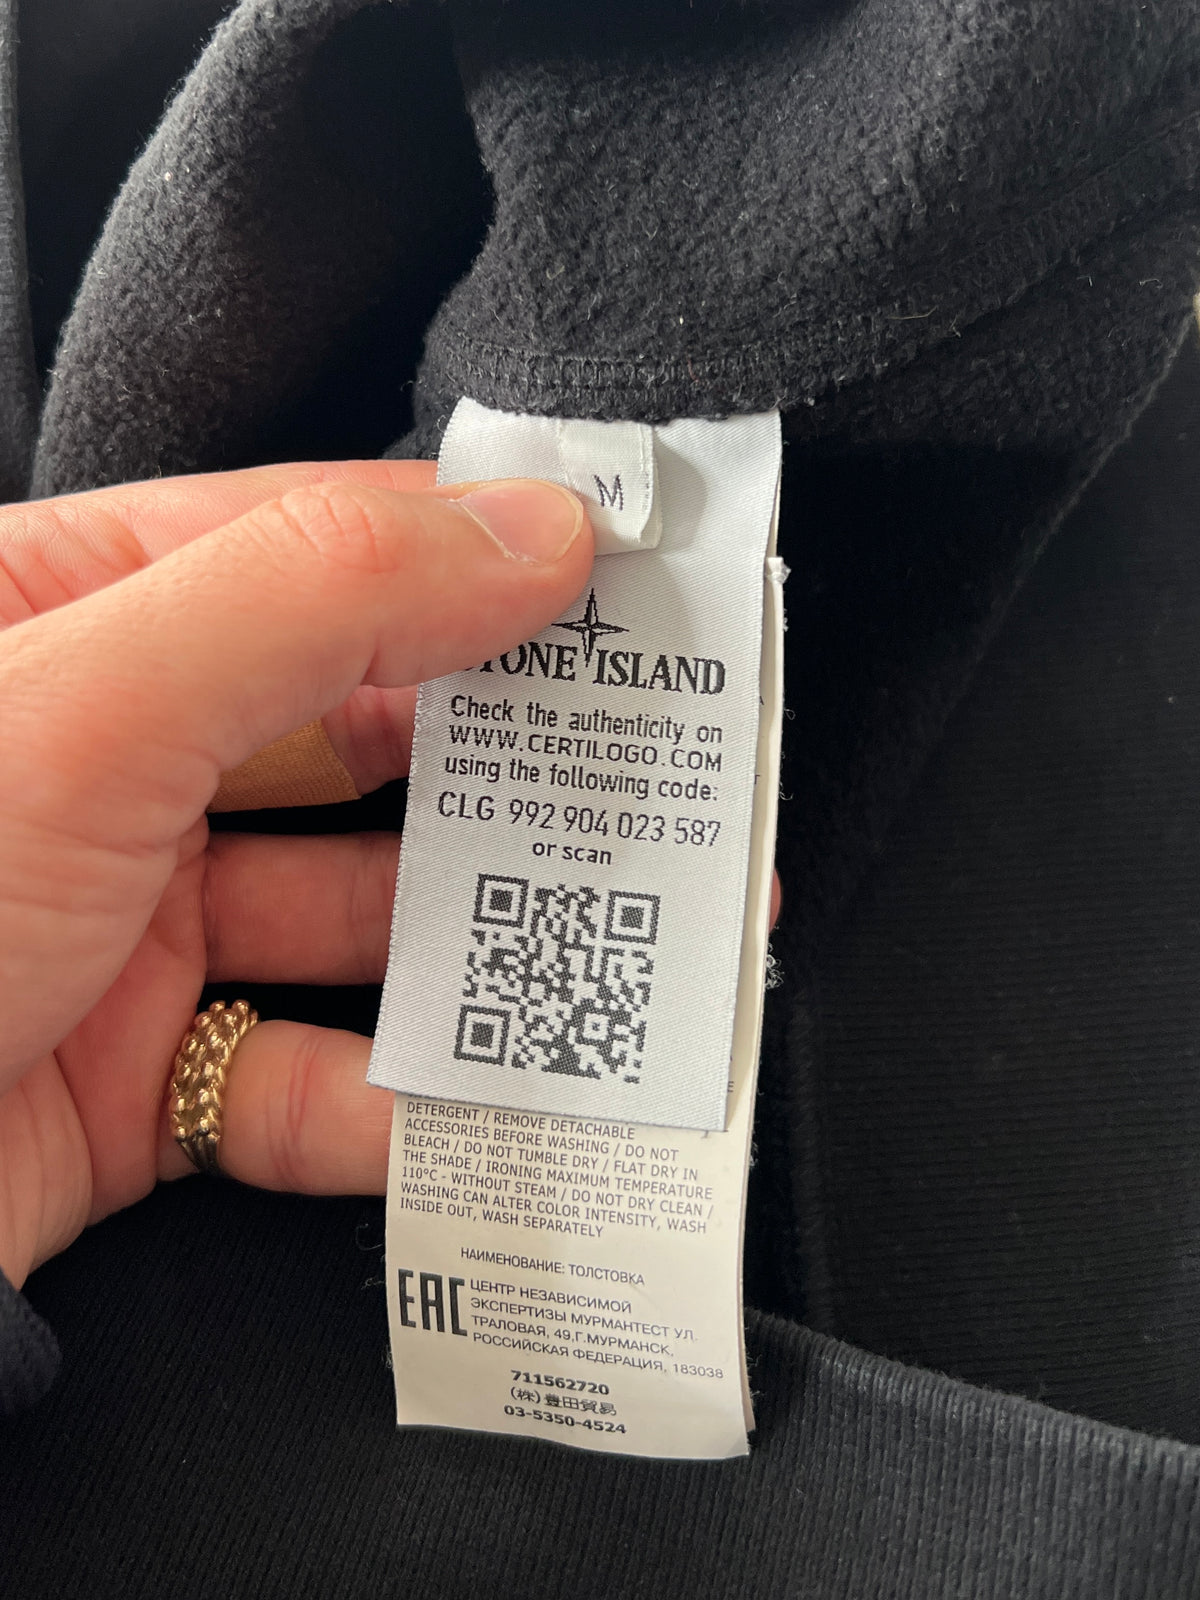 M
STONE ISLAND
Check the authenticity on
WWW.CERTILOGO.COM
using the following code:
CLG 992 904 023 587
or scan
DETERGENT / REMOVE DETACHABLE
ACCESSORIES BEFORE WASHING / DO NOT
BLEACH / DO NOT TUMBLE DRY / FLAT DRY IN
THE SHADE / IRONING MAXIMUM TEMPERATURE
110°C - WITHOUT STEAM / DO NOT DRY CLEAN /
WASHING CAN ALTER COLOR INTENSITY, WASH
INSIDE OUT, WASH SEPARATELY
НАИМЕНОВАНИЕ: ТОЛСТОВКА
EAC
ЦЕНТР НЕЗАВИСИМОЙ
ЭКСПЕРТИЗЫ МУРМАНТЕСТ УЛ.
ТРАЛОВАЯ, 49,Г.МУРМАНСК,
РОССИЙСКАЯ ФЕДЕРАЦИЯ, 183038
711562720
(株)豊田貿易
03-5350-4524